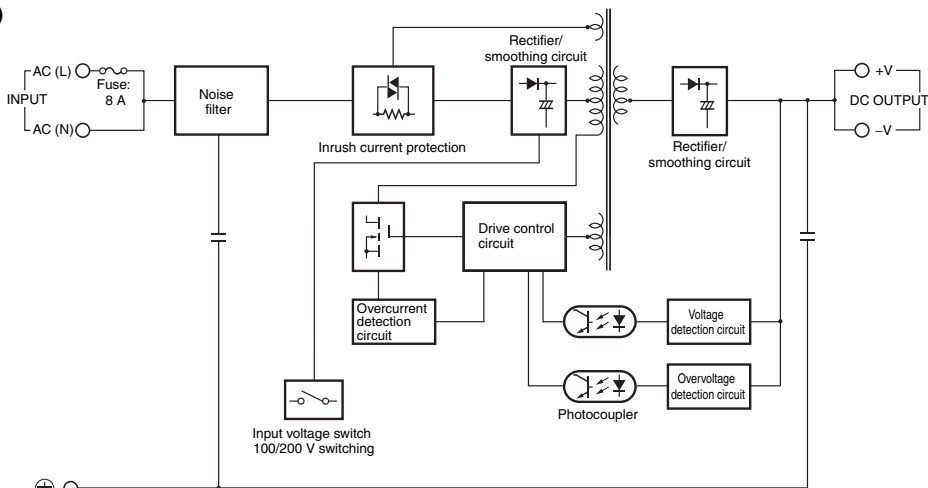 )
AC (L)
Fuse:
8 A
INPUT
AC (N)
Noise
filter
Inrush current protection
Rectifier/
smoothing circuit
Rectifier/
smoothing circuit
+V
DC OUTPUT
–V
Drive control
circuit
Overcurrent
detection
circuit
Voltage
detection circuit
Overvoltage
detection circuit
Photocoupler
Input voltage switch
100/200 V switching